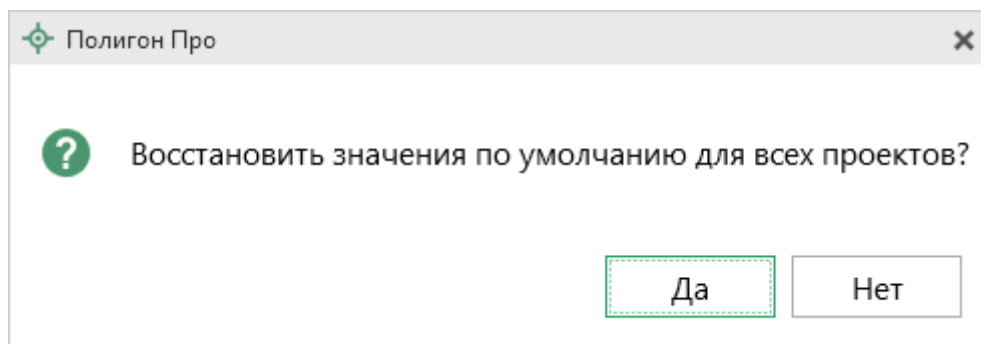 Полигон Про
Восстановить значения по умолчанию для всех проектов?
Да
Нет